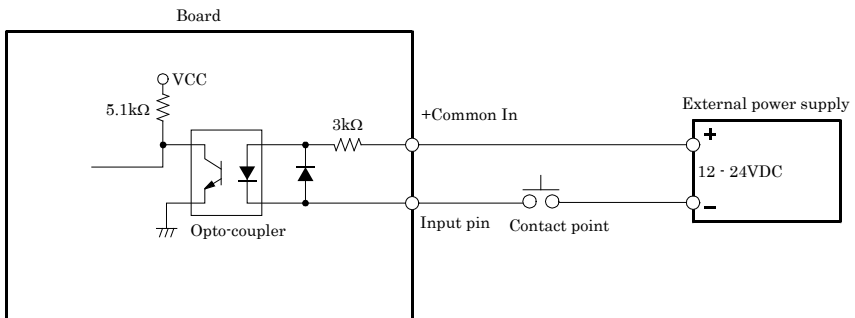 Board
VCC
5.1kΩ
3kΩ
+Common In
External power supply
+
12 - 24VDC
−
Opto-coupler
Input pin
Contact point